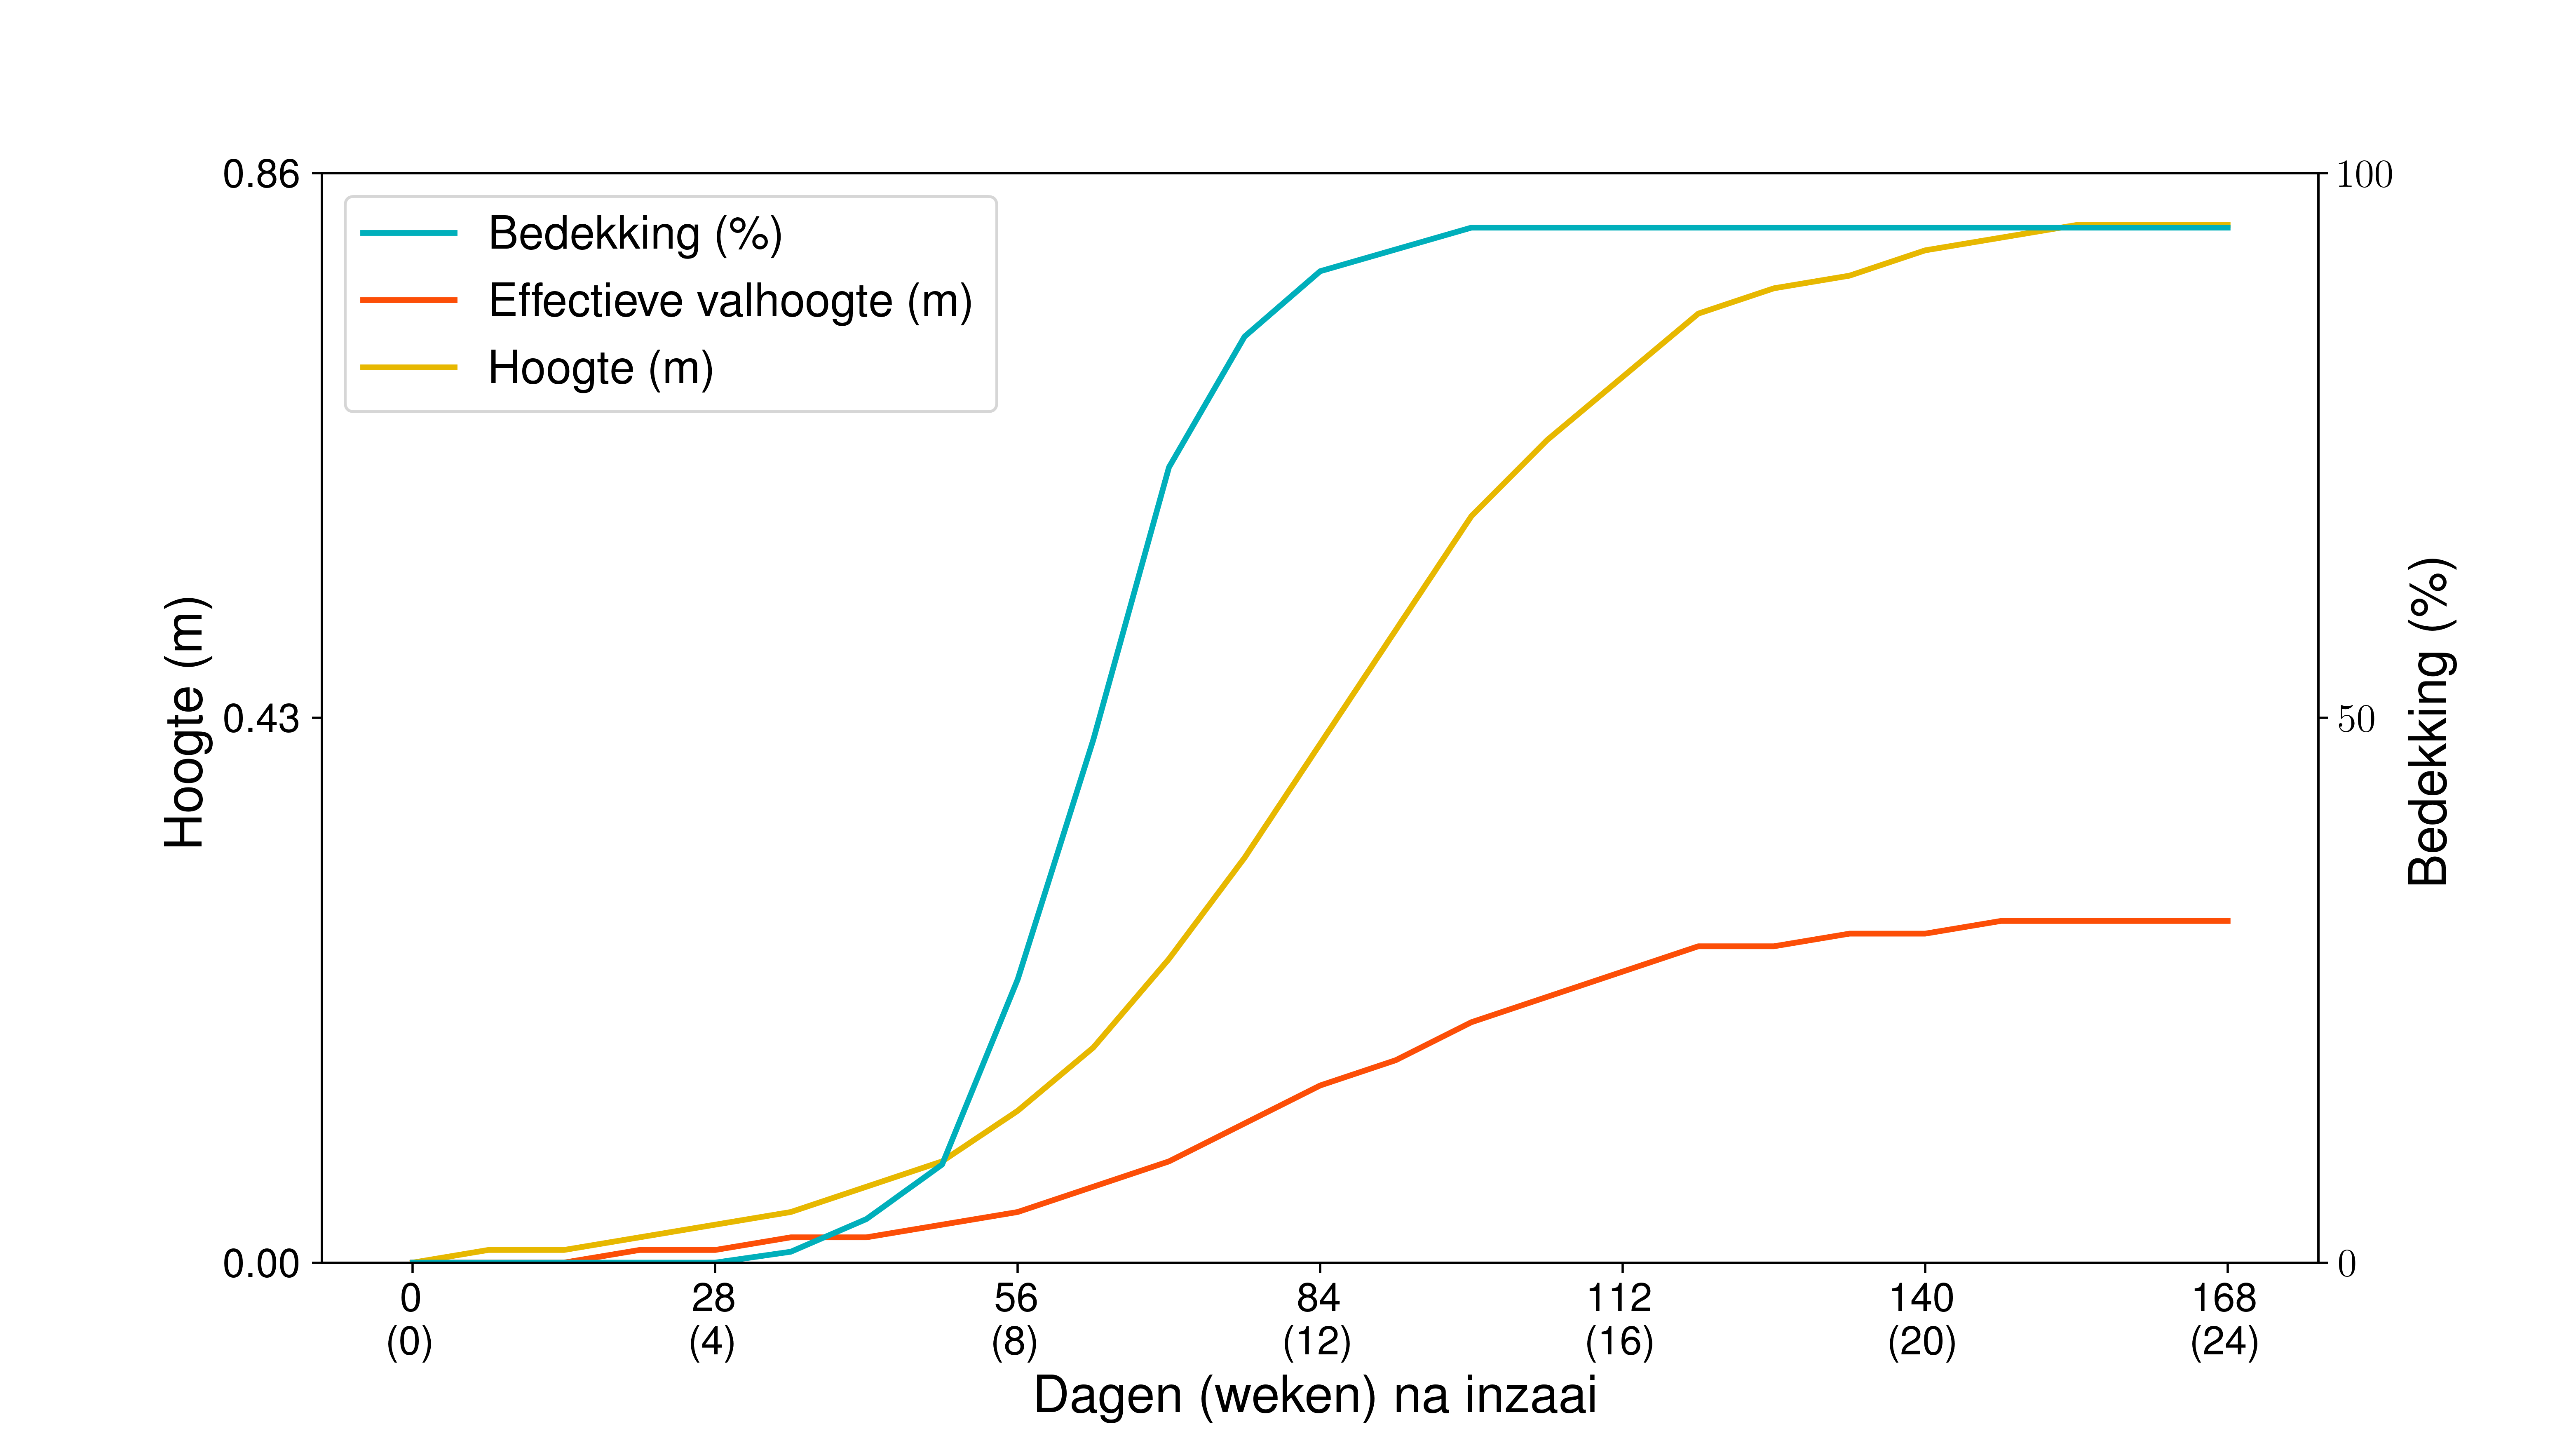 0.86
0.43
0.00
Hoogte (m)
Bedekking (%)
Effectieve valhoogte (m)
Hoogte (m)
100
50
0
Bedekking (%)
0 28 56 84 112 140 168
(0) (4) (8) (12) (16) (20) (24)
Dagen (weken) na inzaai